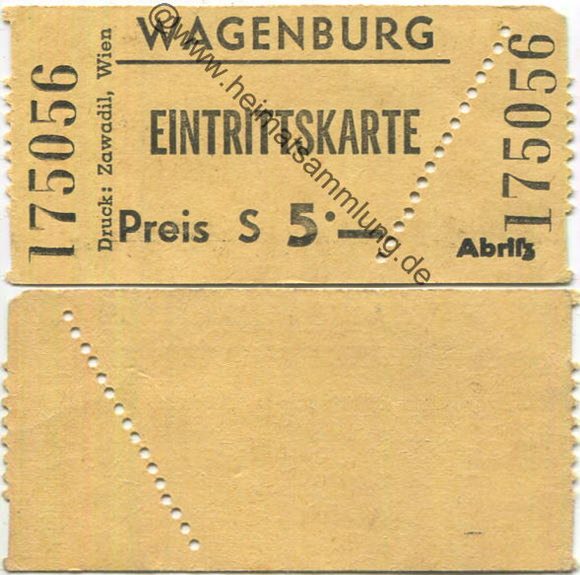 WAGENBURG
EINTRITTSKARTE
Preis S 5·—
Abriß
175056
Druck: Zawadil, Wien
175056
@www.heimatsammlung.de